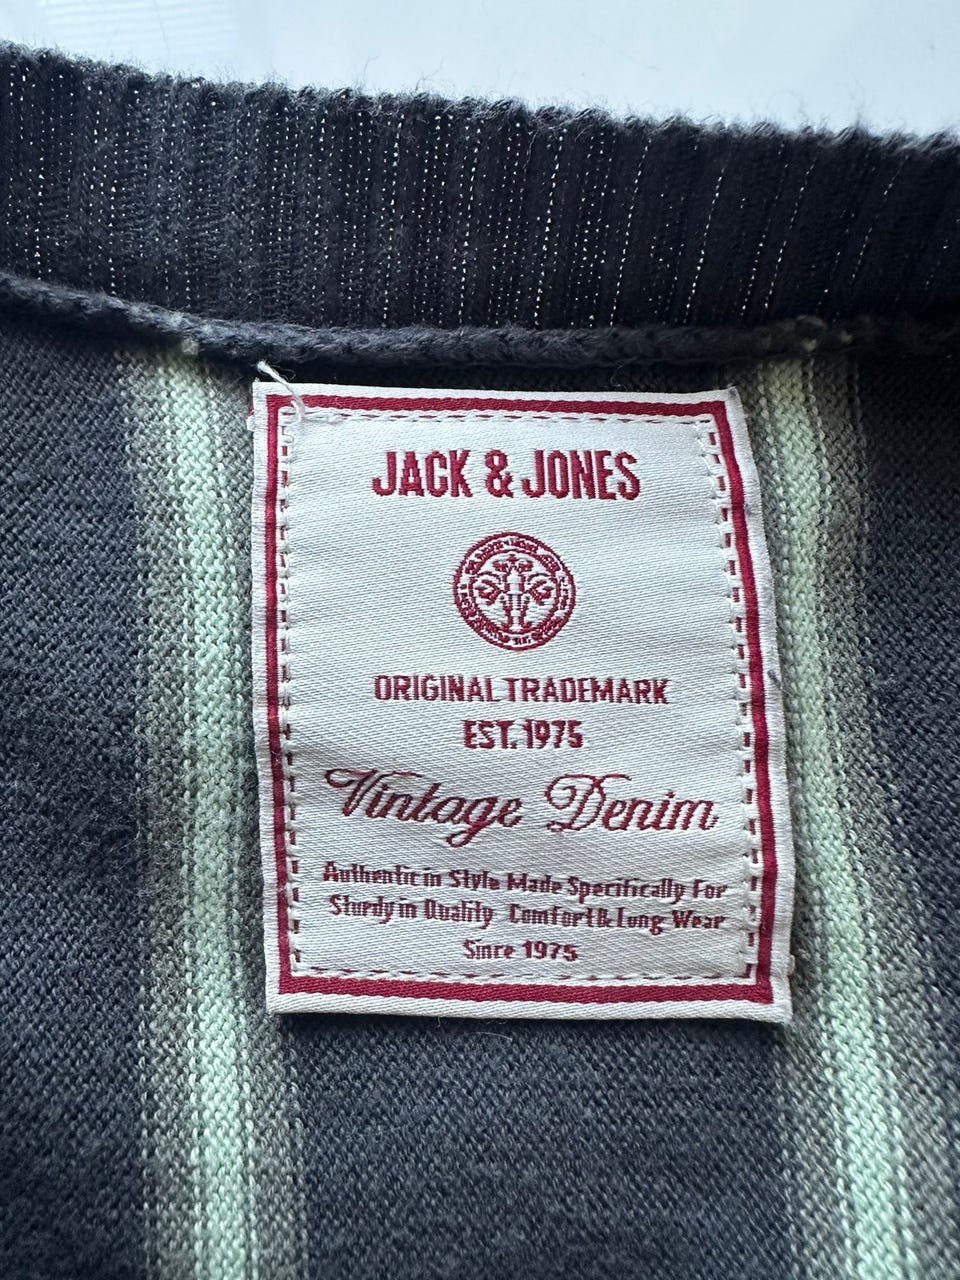 JACK & JONES
ORIGINAL TRADEMARK
EST. 1975
Vintage Denim
Authentic in Style Made Specifically For
Sturdy in Quality Comfort & Long Wear
Since 1975